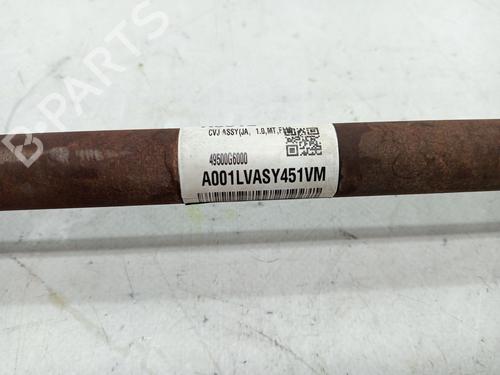 CVJ ASSY(JA, 1.0,MT,
49500G6000
A001LVASY451VM
PARTS